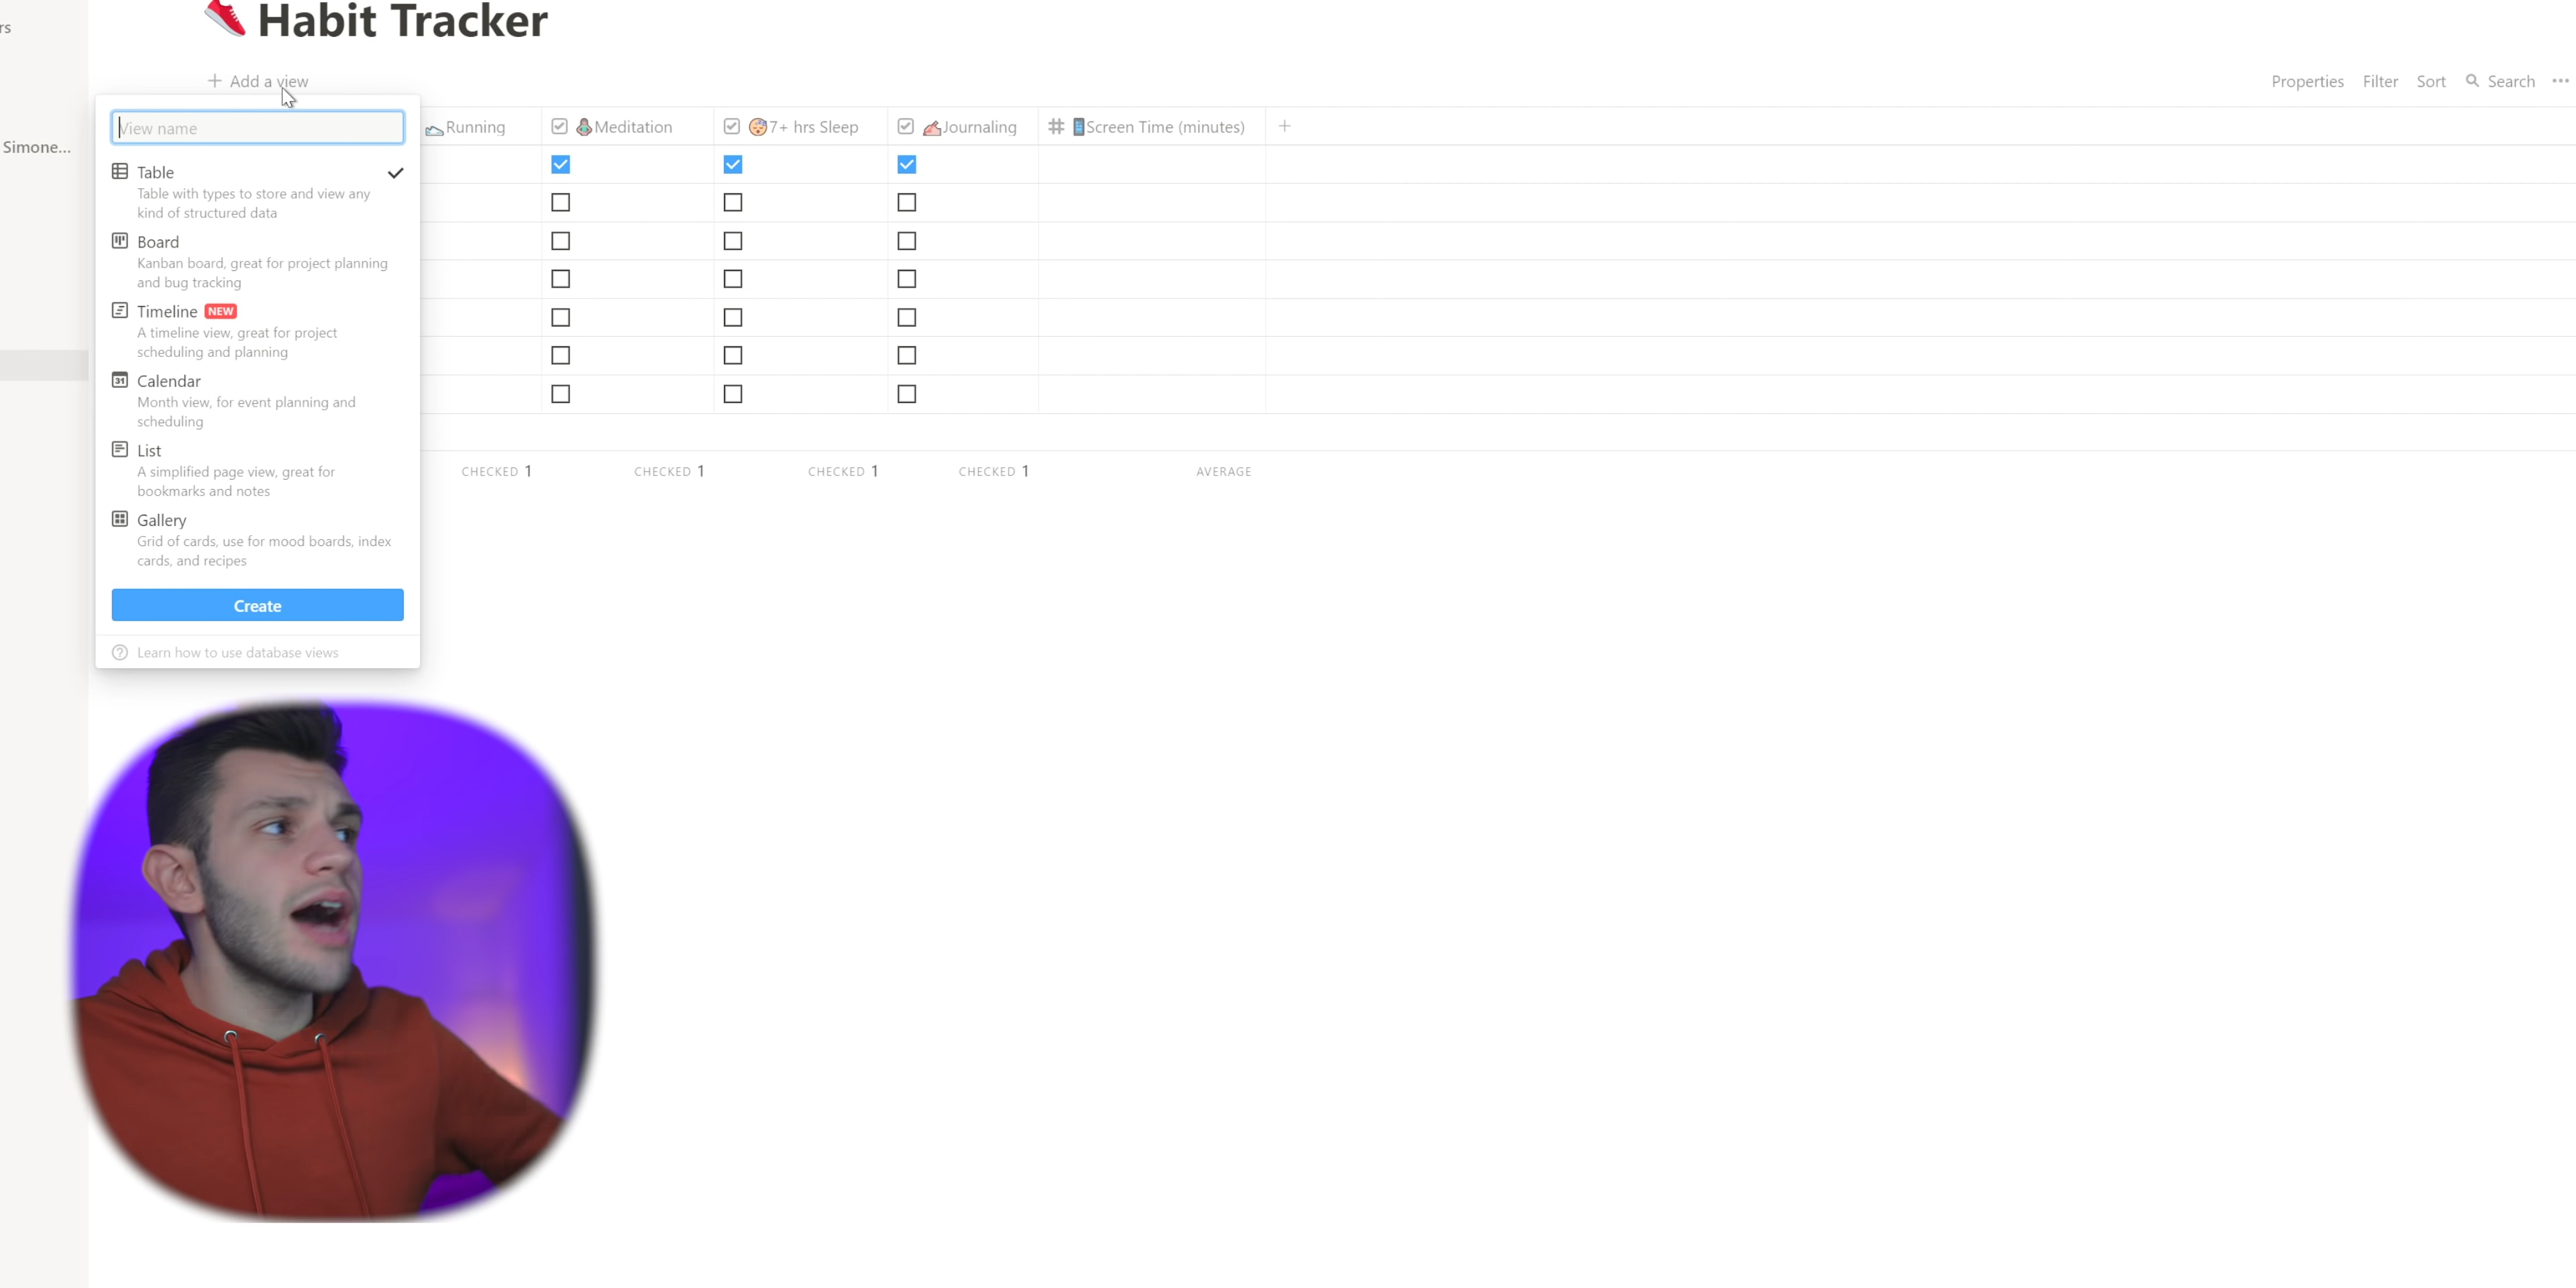 rs
Habit Tracker
Add a view
Properties Filter Sort Search
View name
Running Meditation 7+ hrs Sleep Journaling Screen Time (minutes)
Simone...
Table
Table with types to store and view any
kind of structured data
Board
Kanban board, great for project planning
and bug tracking
Timeline NEW
A timeline view, great for project
scheduling and planning
31 Calendar
Month view, for event planning and
scheduling
List
A simplified page view, great for
bookmarks and notes
CHECKED 1 CHECKED 1 CHECKED 1 CHECKED 1 AVERAGE
Gallery
Grid of cards, use for mood boards, index
cards, and recipes
Create
Learn how to use database views